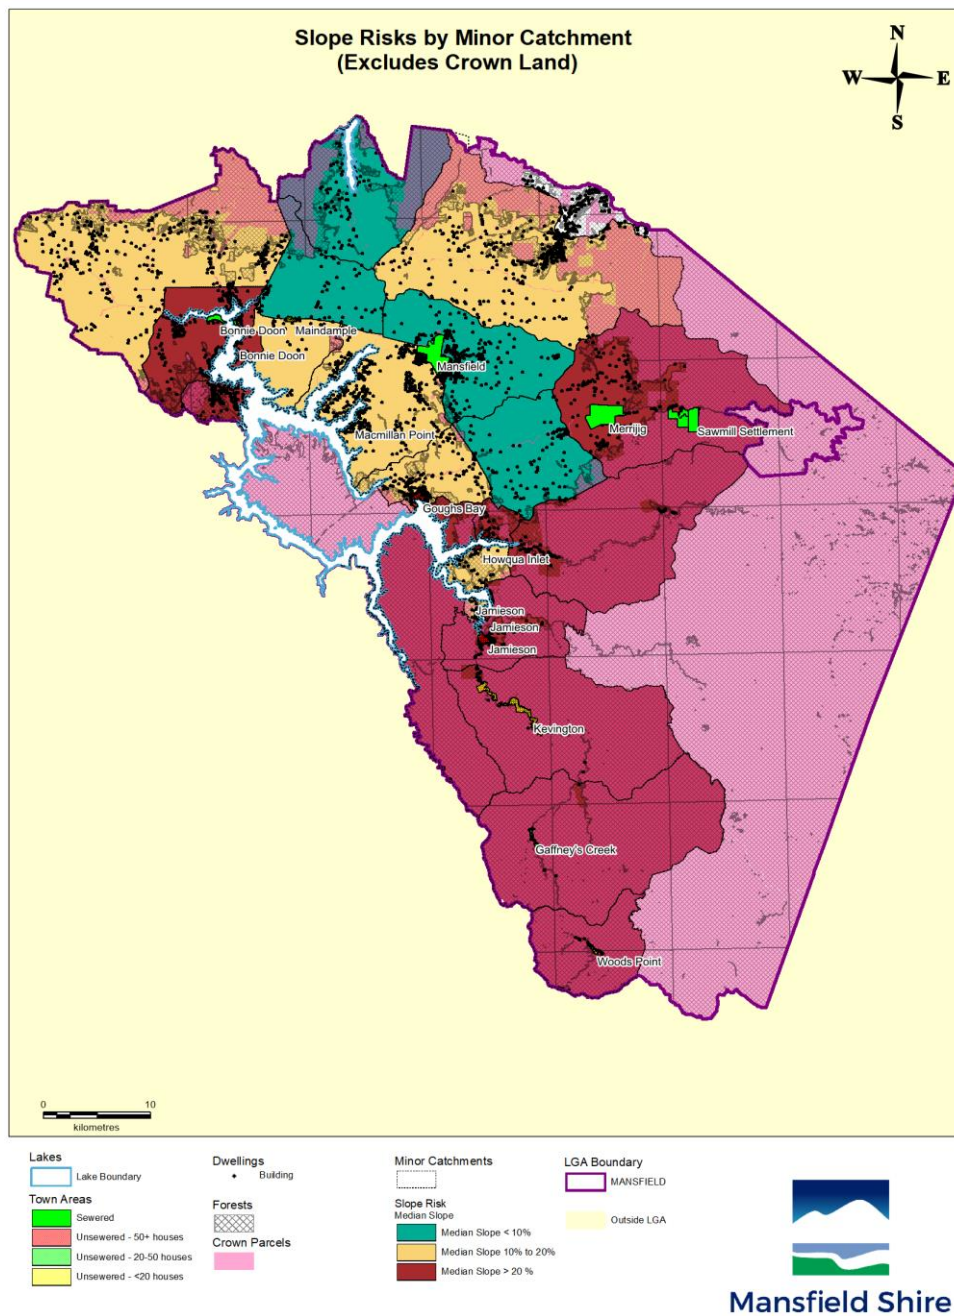 Slope Risks by Minor Catchment
(Excludes Crown Land)
N
W E
S
Bonnie Doon Maindample
Bonnie Doon
Mansfield
Macmillan Point
Merrijig
Sawmill Settlement
Goughs Bay
Howqua Inlet
Jamieson
Jamieson
Jamieson
Kevington
Gaffney's Creek
Woods Point
0 10
kilometres
Lakes
Lake Boundary
Town Areas
Sewered
Unsewered - 50+ houses
Unsewered - 20-50 houses
Unsewered - <20 houses
Dwellings
Building
Forests
Crown Parcels
Minor Catchments
Slope Risk
Median Slope
Median Slope < 10%
Median Slope 10% to 20%
Median Slope > 20 %
LGA Boundary
MANSFIELD
Outside LGA
Mansfield Shire